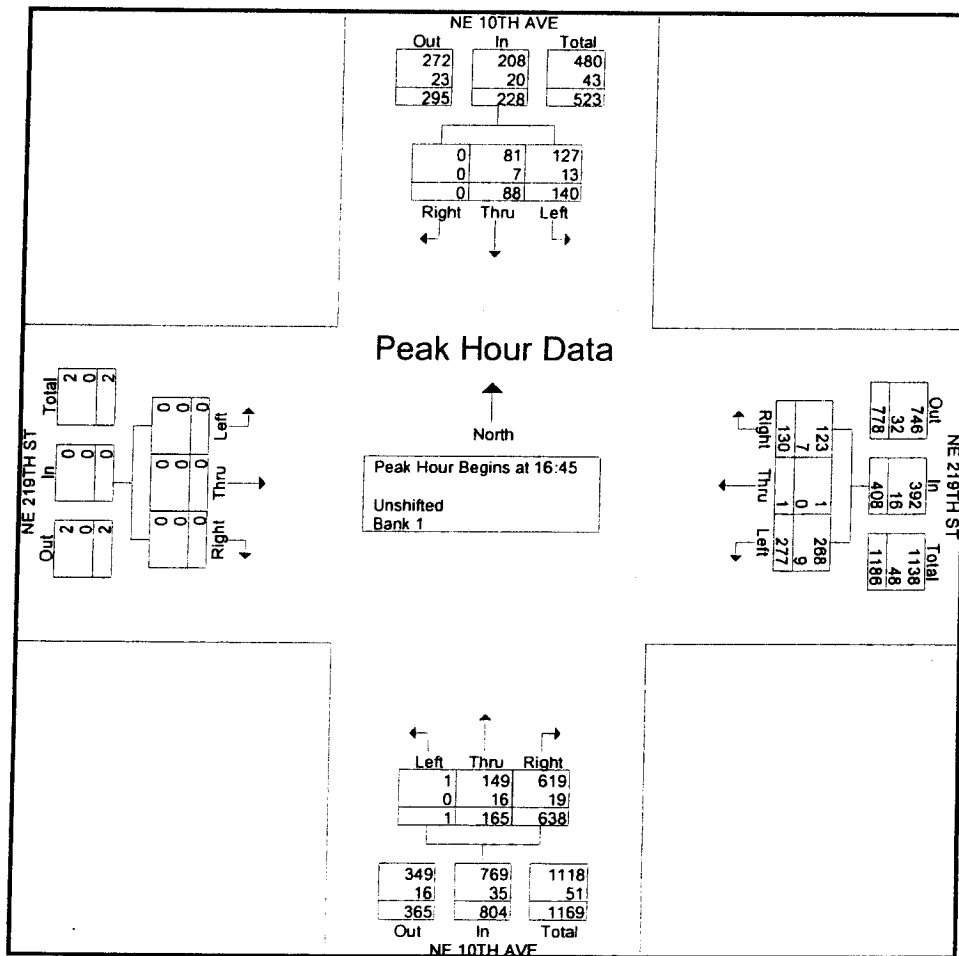 NE 10TH AVE
Out In Total
272 208 480
23 20 43
295 228 523
0 81 127
0 7 13
0 88 140
Right Thru Left
Peak Hour Data
North
Peak Hour Begins at 16:45
Unshifted
Bank 1
NE 219TH ST
Total In Out
2 0 2
0 0 0
2 0 2
Left Thru Right
0 0 0
0 0 0
0 0 0
NE 219TH ST
Out In Total
746 392 1138
32 16 48
778 408 1186
123 1 268
7 0 9
130 1 277
Right Thru Left
Left Thru Right
1 149 619
0 16 19
1 165 638
349 769 1118
16 35 51
365 804 1169
Out In Total
NE 10TH AVE